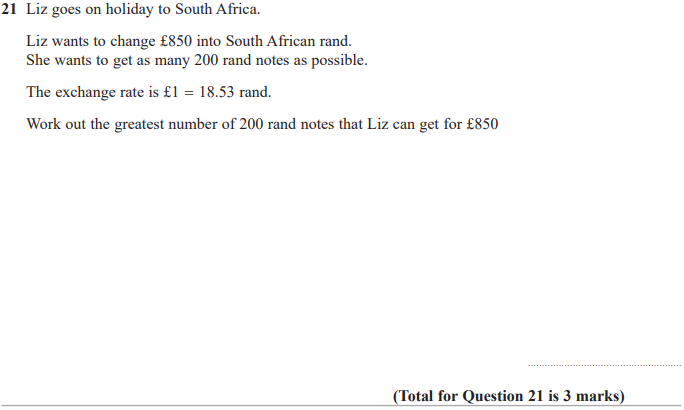 21 Liz goes on holiday to South Africa.
Liz wants to change £850 into South African rand.
She wants to get as many 200 rand notes as possible.
The exchange rate is £1 = 18.53 rand.
Work out the greatest number of 200 rand notes that Liz can get for £850
(Total for Question 21 is 3 marks)